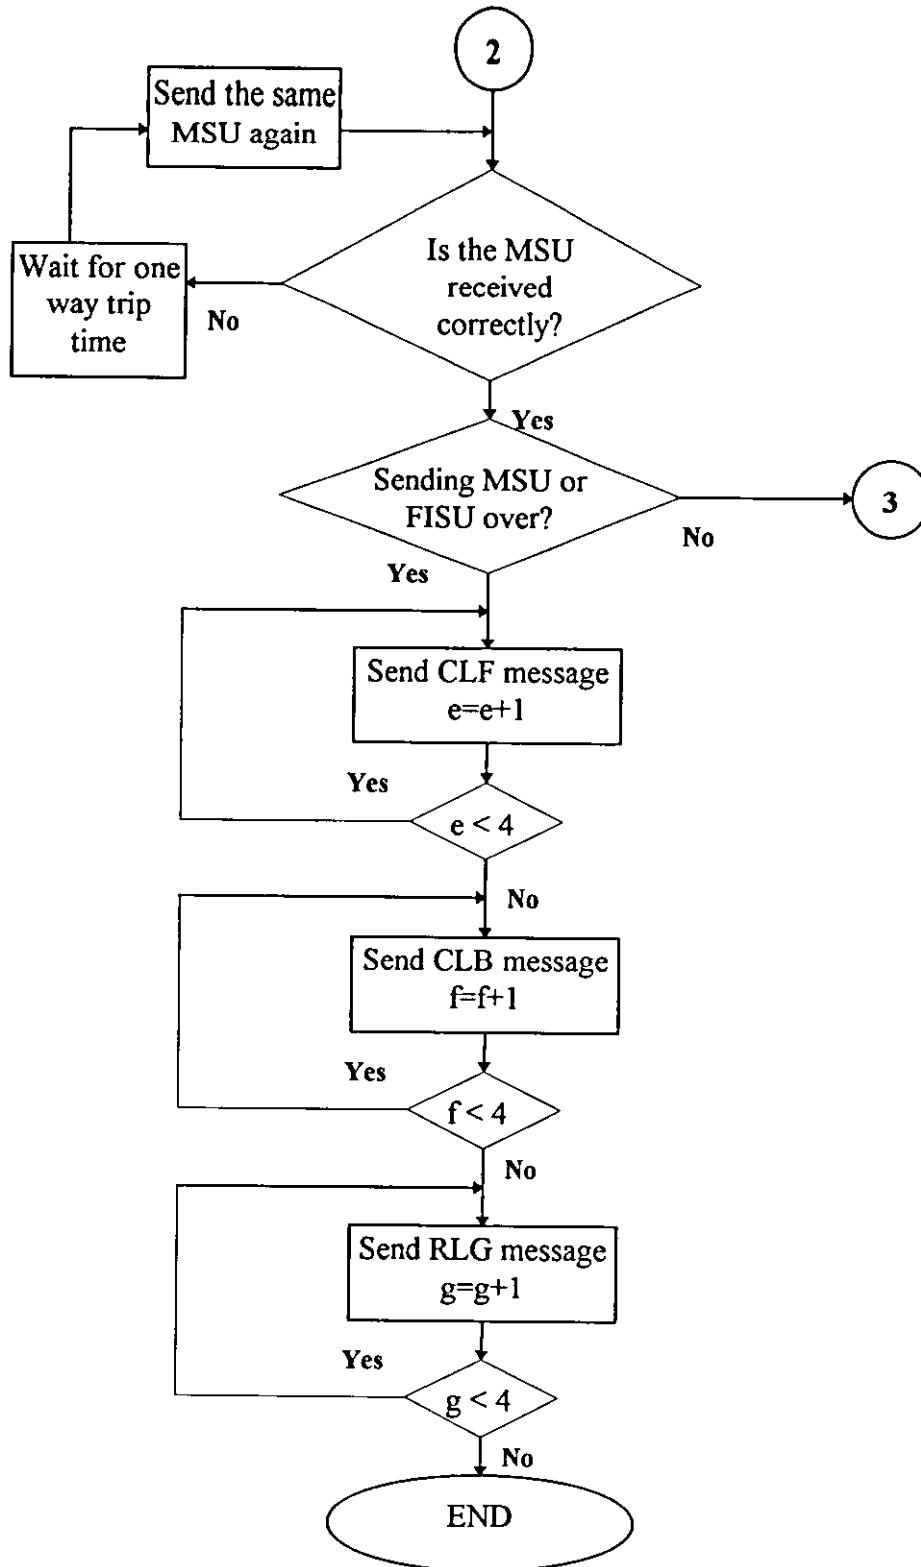 2
Send the same
MSU again
Is the MSU
received
correctly?
Wait for one
way trip
time
No
Yes
Sending MSU or
FISU over?
3
No
Yes
Send CLF message
e=e+1
Yes
e < 4
No
Send CLB message
f=f+1
Yes
f < 4
No
Send RLG message
g=g+1
Yes
g < 4
No
END